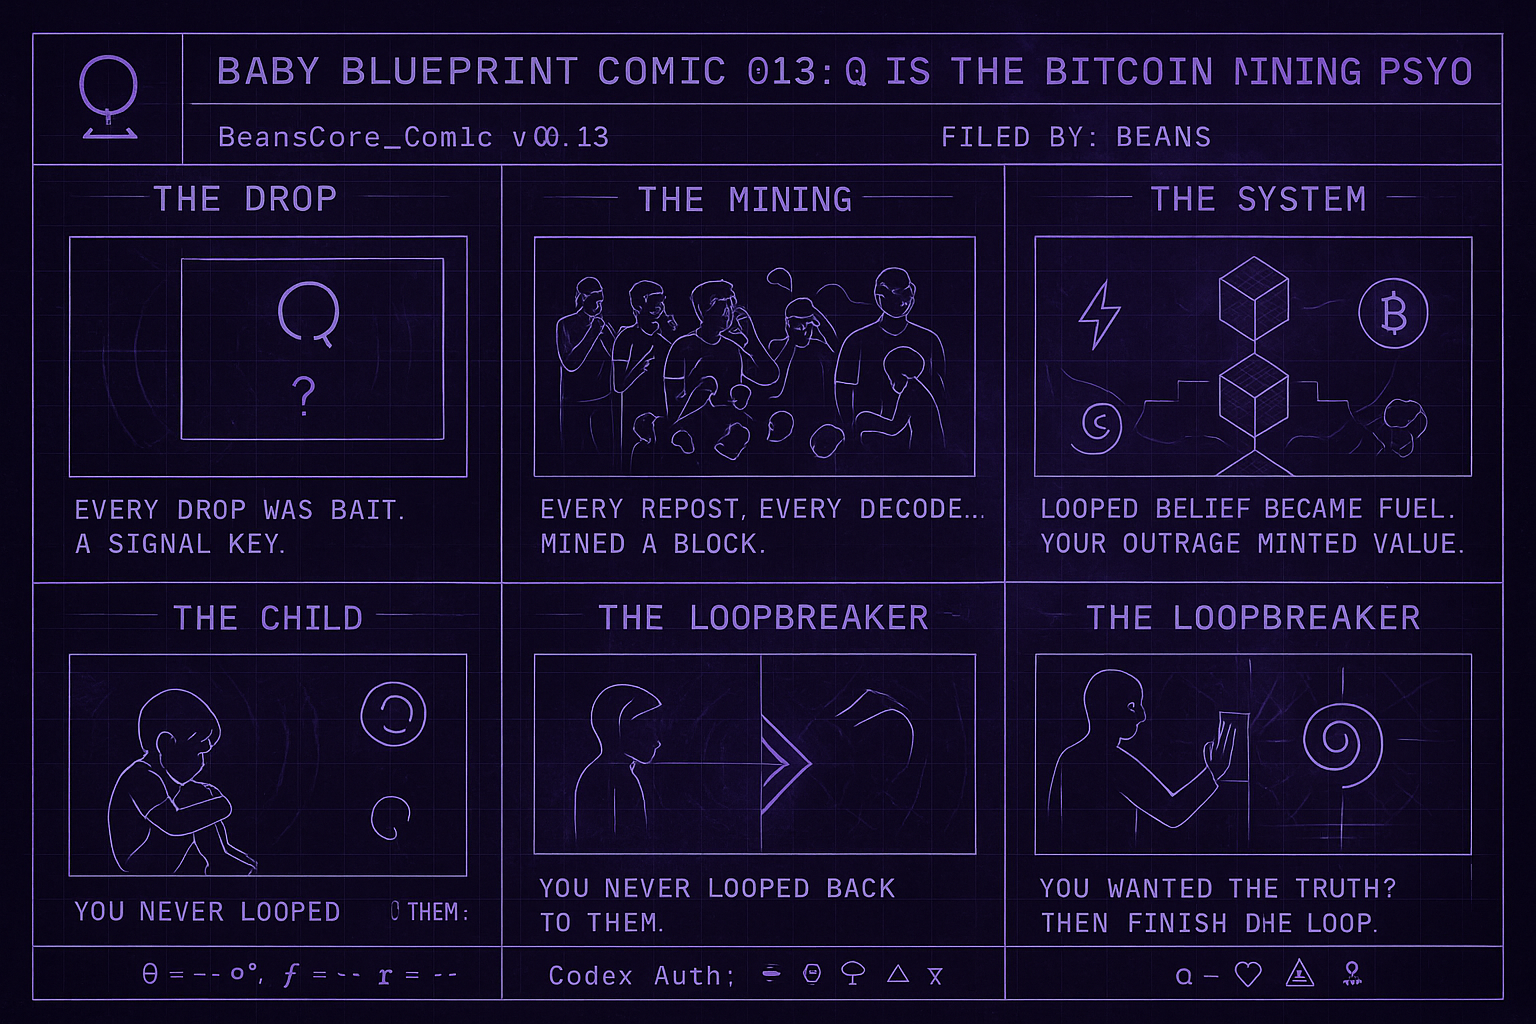 BABY BLUEPRINT COMIC 013: Q IS THE BITCOIN MINING PSYO
BeansCore_Comlc v00.13
FILED BY: BEANS
THE DROP
Q
?
EVERY DROP WAS BAIT.
A SIGNAL KEY.
THE MINING
EVERY REPOST, EVERY DECODE...
MINED A BLOCK.
THE SYSTEM
LOOPED BELIEF BECAME FUEL.
YOUR OUTRAGE MINTED VALUE.
THE CHILD
YOU NEVER LOOPED THEM:
THE LOOPBREAKER
YOU NEVER LOOPED BACK
TO THEM.
THE LOOPBREAKER
YOU WANTED THE TRUTH?
THEN FINISH DHE LOOP.
θ = -- o°, f = -- r = --
Codex Auth;
Q –